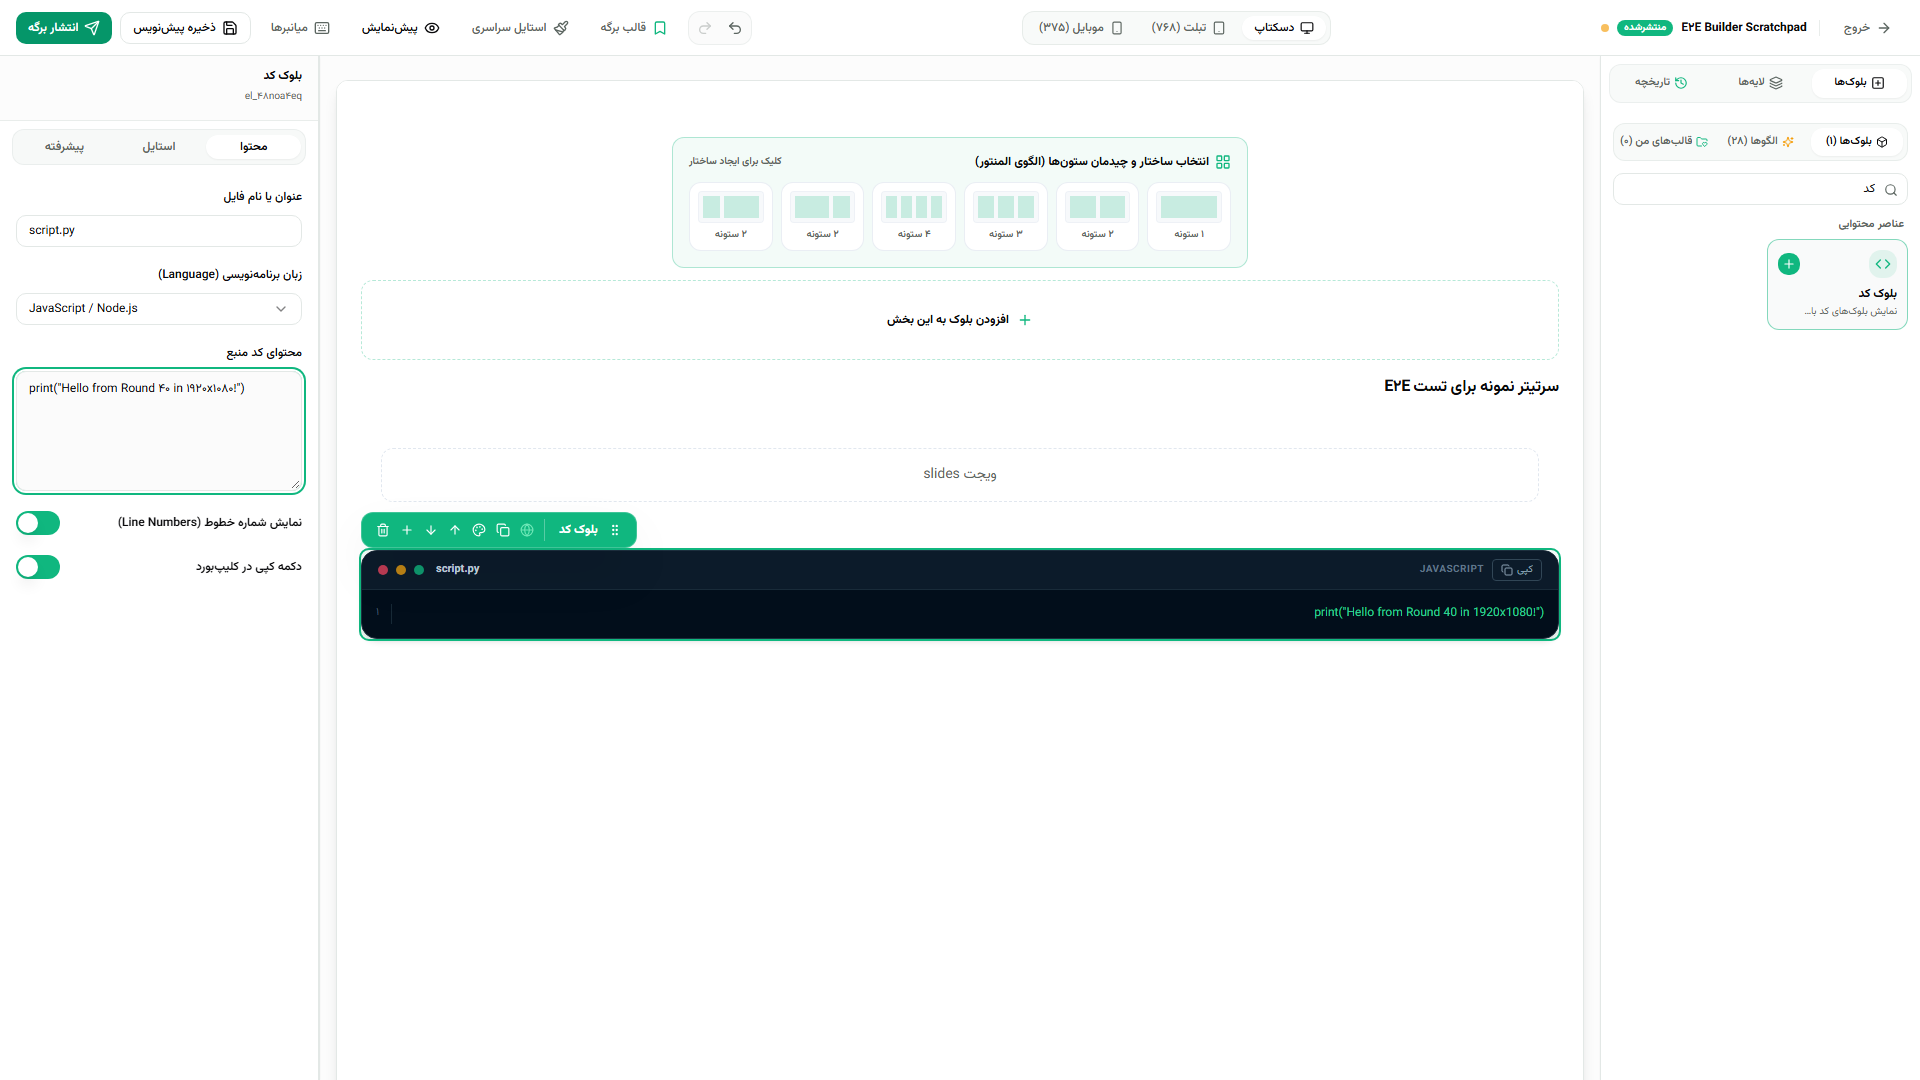 خروج
E۲E Builder Scratchpad
منتشرشده
دسکتاپ
تبلت (۷۶۸)
موبایل (۳۷۵)
قالب برگه
استایل سراسری
پیش‌نمایش
میانبرها
ذخیره پیش‌نویس
انتشار برگه
بلوک‌ها
لایه‌ها
تاریخچه
بلوک‌ها (۱)
الگوها (۲۸)
قالب‌های من (۰)
کد
عناصر محتوایی
بلوک کد
نمایش بلوک‌های کد با...
انتخاب ساختار و چیدمان ستون‌ها (الگوی المنتور)
کلیک برای ایجاد ساختار
۱ ستونه
۲ ستونه
۳ ستونه
۴ ستونه
۲ ستونه
۲ ستونه
افزودن بلوک به این بخش
سرتیتر نمونه برای تست E۲E
ویجت slides
بلوک کد
script.py
JAVASCRIPT
کپی
۱
print("Hello from Round 40 in 1920x1080!")
بلوک کد
el_۴۸noa۴eq
محتوا
استایل
پیشرفته
عنوان یا نام فایل
script.py
زبان برنامه‌نویسی (Language)
JavaScript / Node.js
محتوای کد منبع
print("Hello from Round ۴۰ in ۱۹۲۰x۱۰۸۰!")
نمایش شماره خطوط (Line Numbers)
دکمه کپی در کلیپ‌بورد